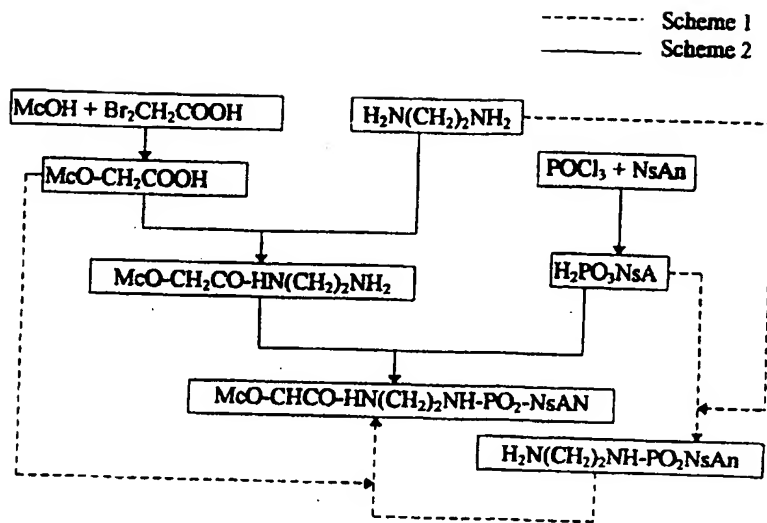 Scheme 1
Scheme 2
McOH + Br₂CH₂COOH
H₂N(CH₂)₂NH₂
McO-CH₂COOH
POCl₃ + NsAn
McO-CH₂CO-HN(CH₂)₂NH₂
H₂PO₃NsA
McO-CHCO-HN(CH₂)₂NH-PO₂-NsAN
H₂N(CH₂)₂NH-PO₂NsAn